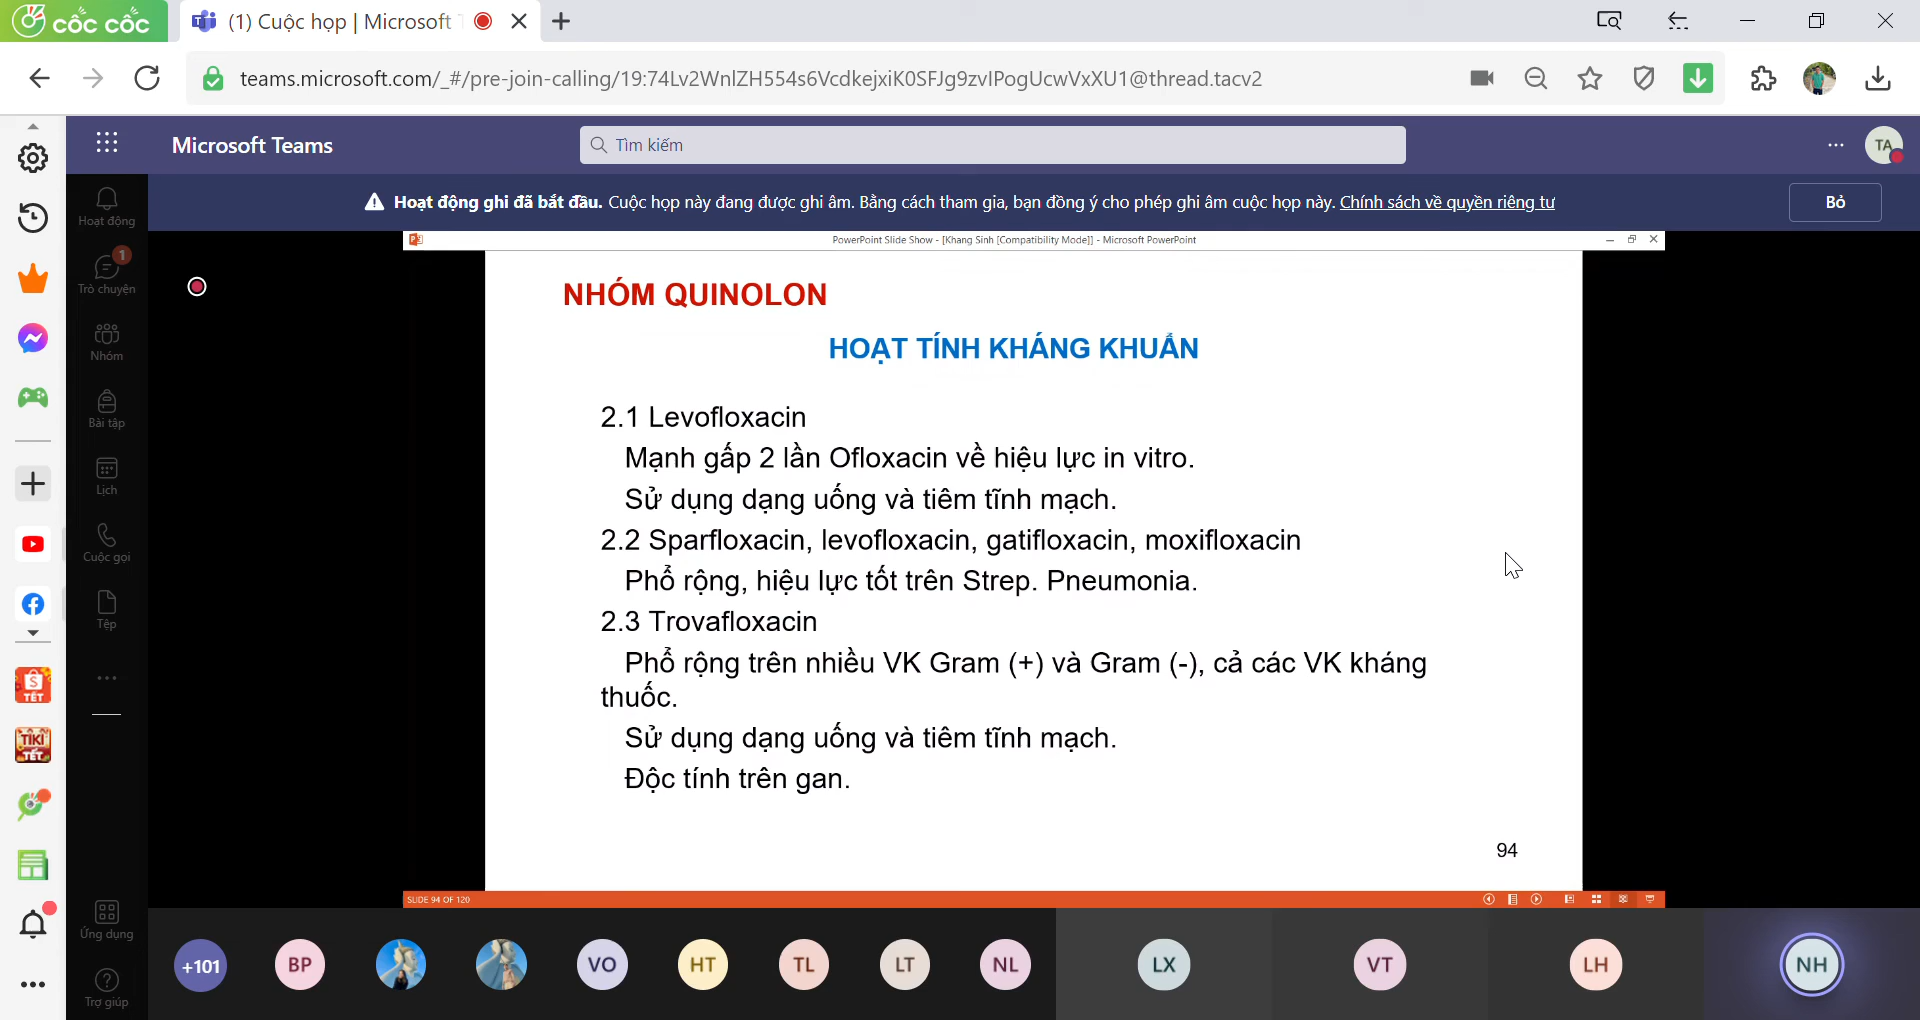 cốc cốc
(1) Cuộc họp | Microsoft
teams.microsoft.com/_#/pre-join-calling/19:74Lv2WnlZH554s6VcdkejxiK0SFJg9zvlPogUcwVxXU1@thread.tacv2
Microsoft Teams
Tìm kiếm
TA
Hoạt động ghi đã bắt đầu. Cuộc họp này đang được ghi âm. Bằng cách tham gia, bạn đồng ý cho phép ghi âm cuộc họp này. Chính sách về quyền riêng tư
Bỏ
Hoạt động
1
Trò chuyện
Nhóm
Bài tập
Lịch
Cuộc gọi
Tệp
Ứng dụng
Trợ giúp
TẾT
TIKI
TẾT
PowerPoint Slide Show - [Khang Sinh [Compatibility Mode]] - Microsoft PowerPoint
NHÓM QUINOLON
HOẠT TÍNH KHÁNG KHUẨN
2.1 Levofloxacin
Mạnh gấp 2 lần Ofloxacin về hiệu lực in vitro.
Sử dụng dạng uống và tiêm tĩnh mạch.
2.2 Sparfloxacin, levofloxacin, gatifloxacin, moxifloxacin
Phổ rộng, hiệu lực tốt trên Strep. Pneumonia.
2.3 Trovafloxacin
Phổ rộng trên nhiều VK Gram (+) và Gram (-), cả các VK kháng
thuốc.
Sử dụng dạng uống và tiêm tĩnh mạch.
Độc tính trên gan.
94
SLIDE 94 OF 120
+101
BP
VO
HT
TL
LT
NL
LX
VT
LH
NH